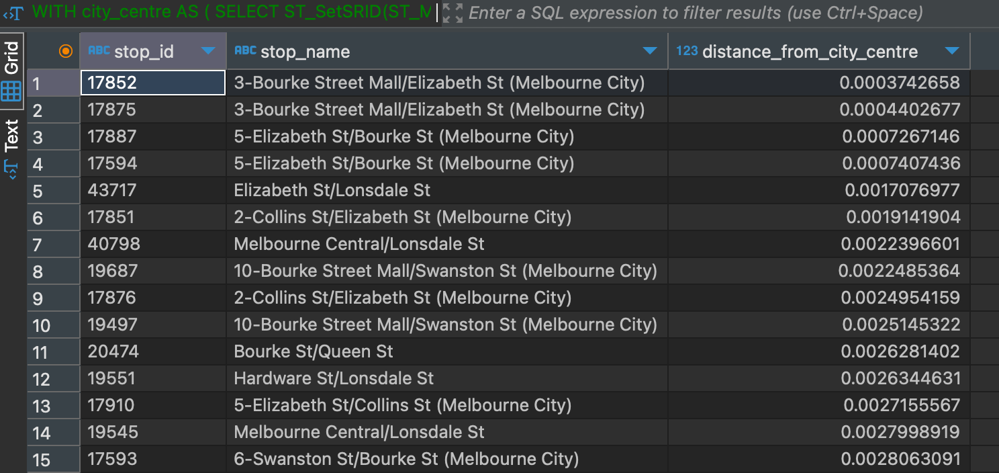 WITH city_centre AS ( SELECT ST_SetSRID(ST_M Enter a SQL expression to filter results (use Ctrl+Space)
Grid
Text
ABC stop_id ABC stop_name 123 distance_from_city_centre
1 17852 3-Bourke Street Mall/Elizabeth St (Melbourne City) 0.0003742658
2 17875 3-Bourke Street Mall/Elizabeth St (Melbourne City) 0.0004402677
3 17887 5-Elizabeth St/Bourke St (Melbourne City) 0.0007267146
4 17594 5-Elizabeth St/Bourke St (Melbourne City) 0.0007407436
5 43717 Elizabeth St/Lonsdale St 0.0017076977
6 17851 2-Collins St/Elizabeth St (Melbourne City) 0.0019141904
7 40798 Melbourne Central/Lonsdale St 0.0022396601
8 19687 10-Bourke Street Mall/Swanston St (Melbourne City) 0.0022485364
9 17876 2-Collins St/Elizabeth St (Melbourne City) 0.0024954159
10 19497 10-Bourke Street Mall/Swanston St (Melbourne City) 0.0025145322
11 20474 Bourke St/Queen St 0.0026281402
12 19551 Hardware St/Lonsdale St 0.0026344631
13 17910 5-Elizabeth St/Collins St (Melbourne City) 0.0027155567
14 19545 Melbourne Central/Lonsdale St 0.0027998919
15 17593 6-Swanston St/Bourke St (Melbourne City) 0.0028063091